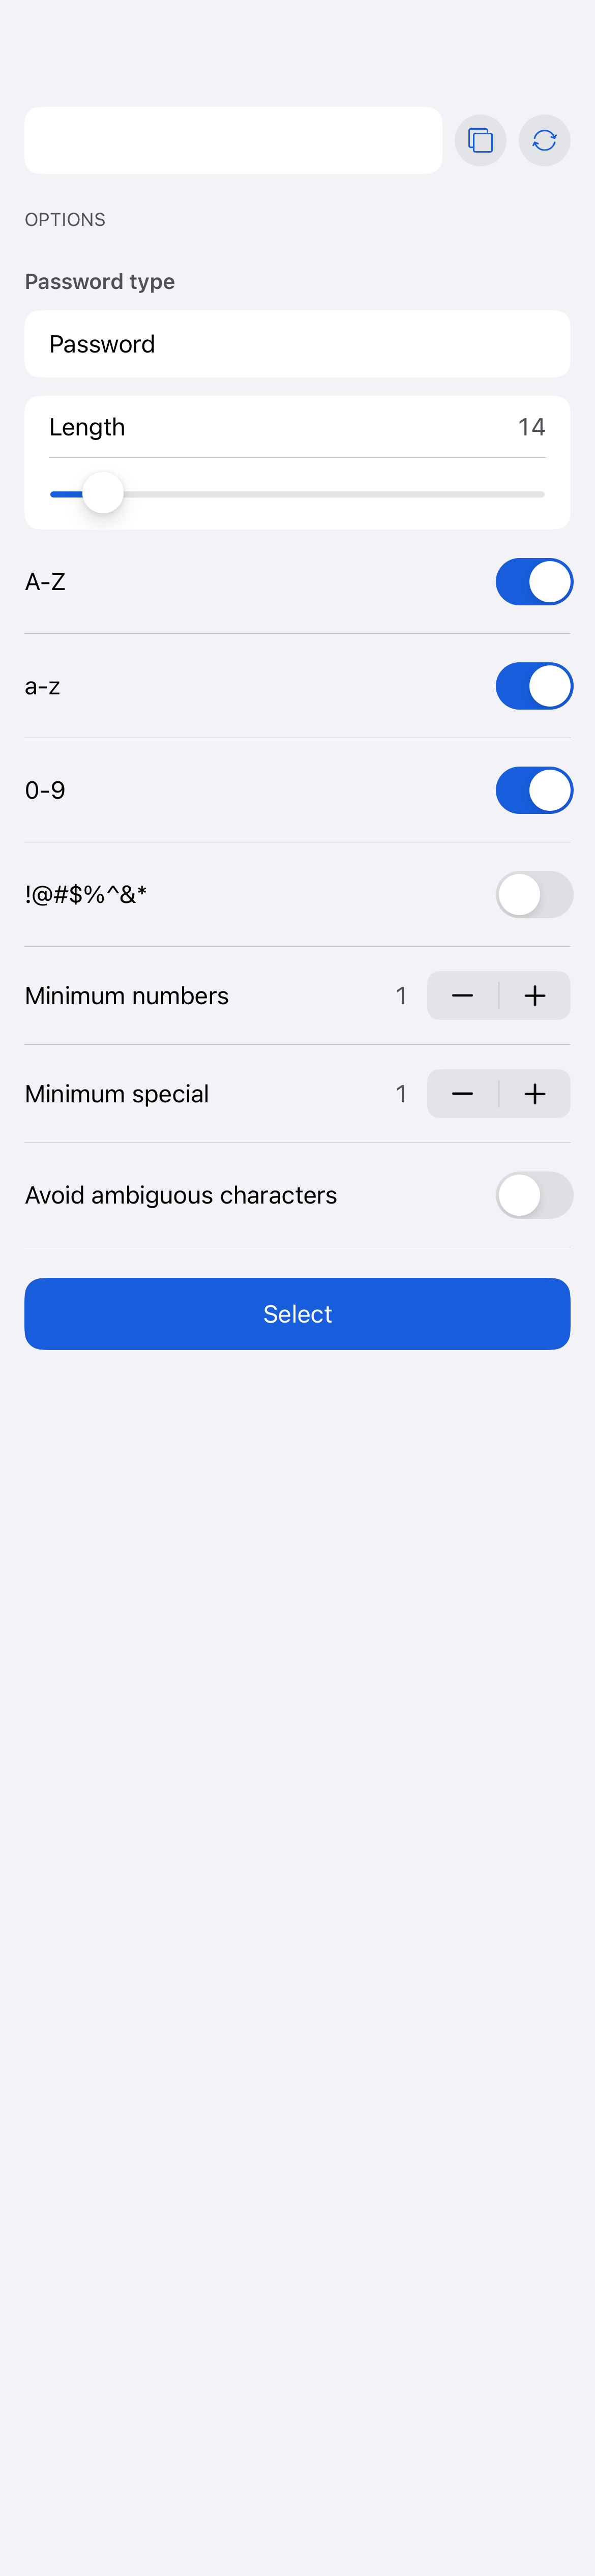 OPTIONS
Password type
Password
Length 14
A-Z
a-z
0-9
!@#$%^&*
Minimum numbers 1
Minimum special 1
Avoid ambiguous characters
Select